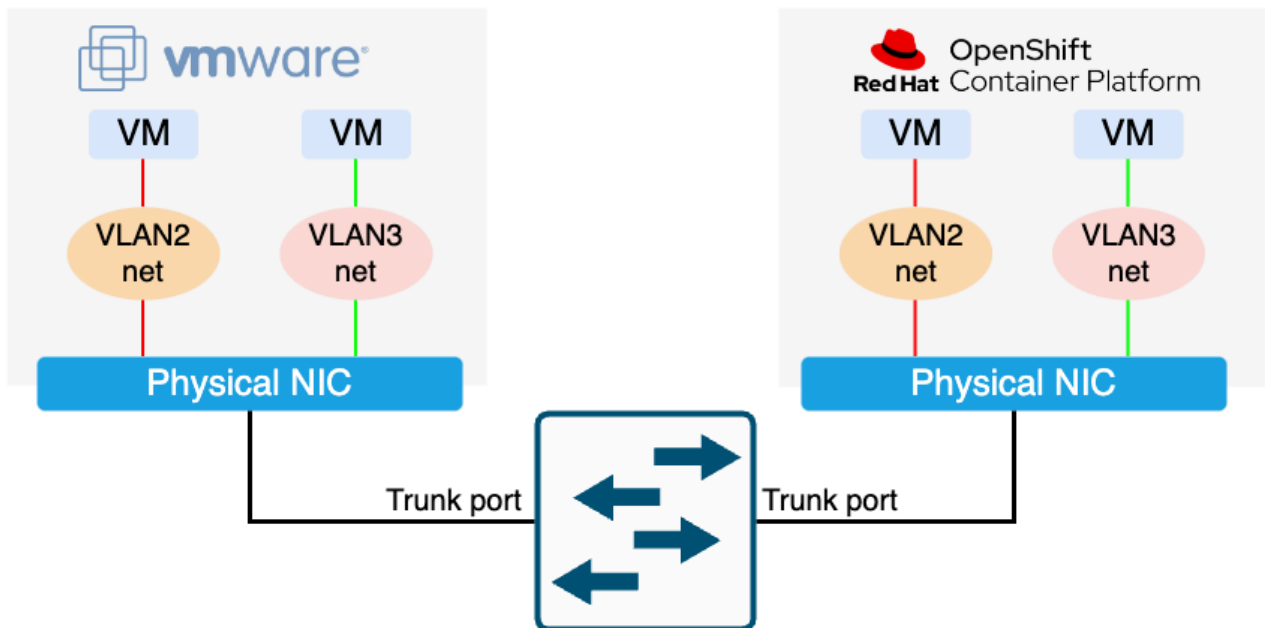 vmware®
VM
VM
VLAN2
net
VLAN3
net
Physical NIC
Red Hat
OpenShift
Container Platform
VM
VM
VLAN2
net
VLAN3
net
Physical NIC
Trunk port
Trunk port